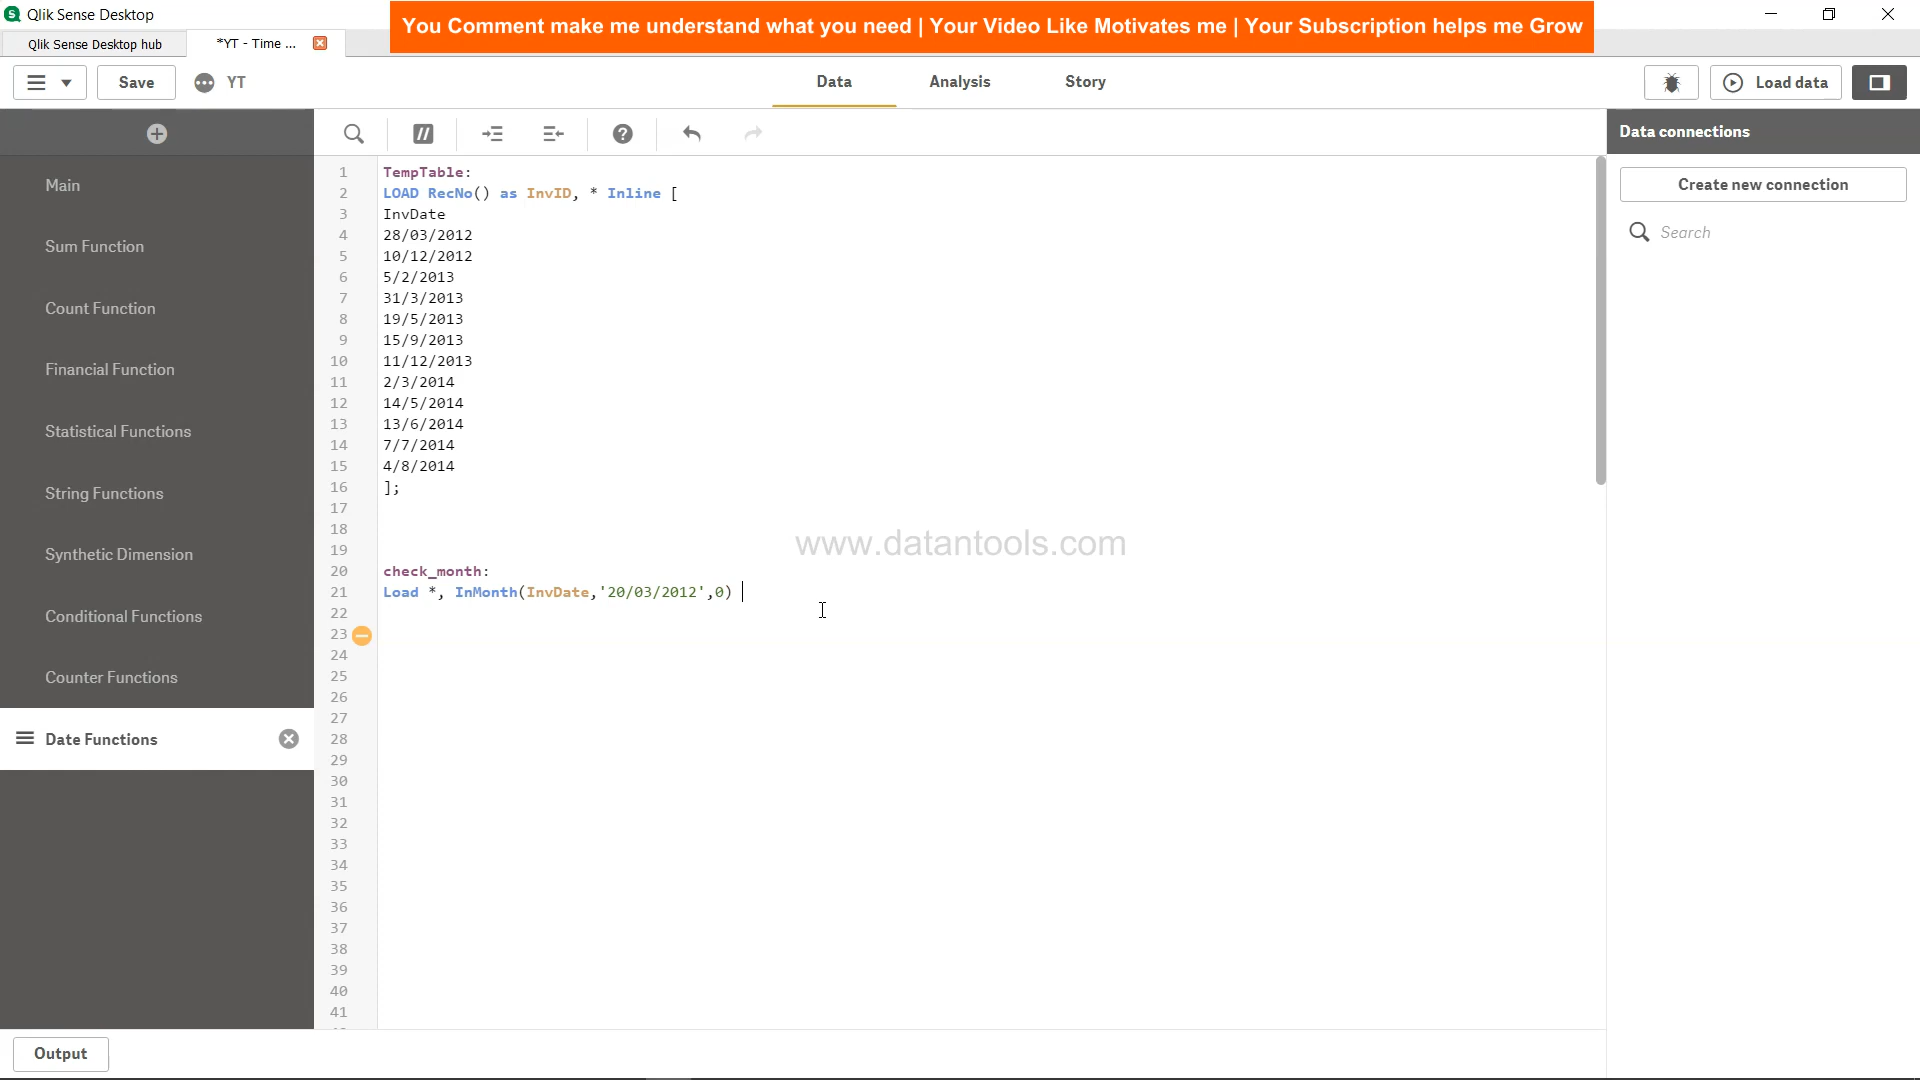 Qlik Sense Desktop
You Comment make me understand what you need | Your Video Like Motivates me | Your Subscription helps me Grow
Qlik Sense Desktop hub
*YT - Time ...
Save
YT
Data
Analysis
Story
Load data
Data connections
Create new connection
Search
Main
Sum Function
Count Function
Financial Function
Statistical Functions
String Functions
Synthetic Dimension
Conditional Functions
Counter Functions
Date Functions
1 TempTable:
2 LOAD RecNo() as InvID, * Inline [
3 InvDate
4 28/03/2012
5 10/12/2012
6 5/2/2013
7 31/3/2013
8 19/5/2013
9 15/9/2013
10 11/12/2013
11 2/3/2014
12 14/5/2014
13 13/6/2014
14 7/7/2014
15 4/8/2014
16 ];
17
18
19
20 check_month:
21 Load *, InMonth(InvDate,'20/03/2012',0)
22
23
24
25
26
27
28
29
30
31
32
33
34
35
36
37
38
39
40
41
www.datantools.com
Output